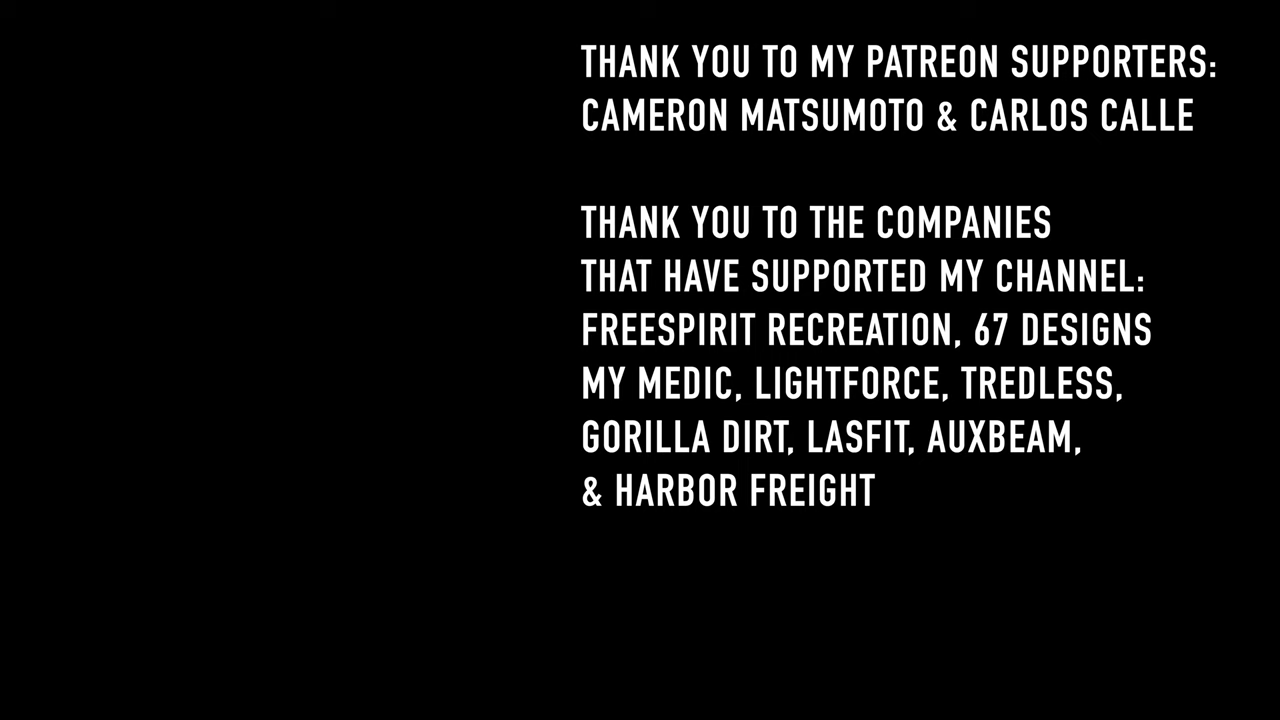 THANK YOU TO MY PATREON SUPPORTERS:
CAMERON MATSUMOTO & CARLOS CALLE
THANK YOU TO THE COMPANIES
THAT HAVE SUPPORTED MY CHANNEL:
FREESPIRIT RECREATION, 67 DESIGNS
MY MEDIC, LIGHTFORCE, TREDLESS,
GORILLA DIRT, LASFIT, AUXBEAM,
& HARBOR FREIGHT